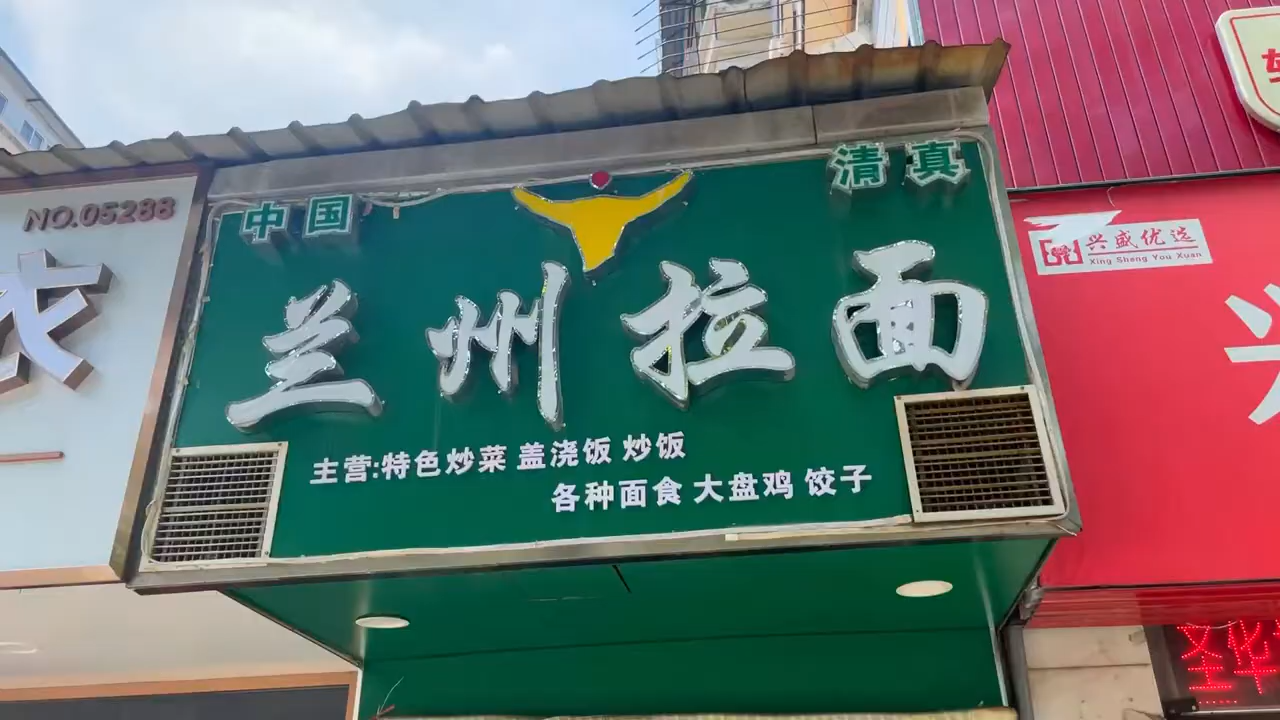 NO.05288
衣
中国
清真
兰州拉面
主营:特色炒菜 盖浇饭 炒饭
各种面食 大盘鸡 饺子
兴盛优选
Xing Sheng You Xuan